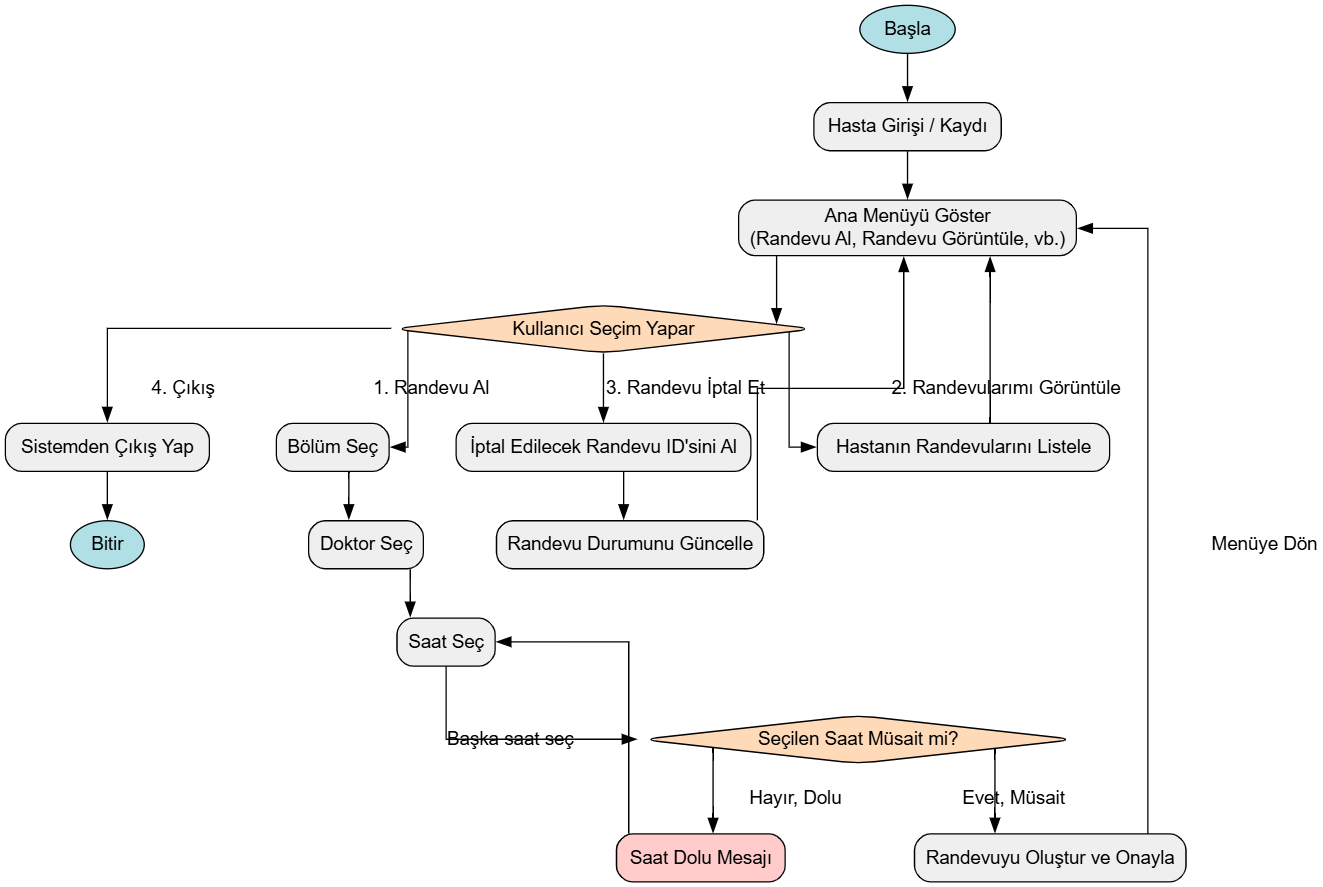 Başla
Hasta Girişi / Kaydı
Ana Menüyü Göster
(Randevu Al, Randevu Görüntüle, vb.)
Kullanıcı Seçim Yapar
4. Çıkış
1. Randevu Al
3. Randevu İptal Et
2. Randevularımı Görüntüle
Sistemden Çıkış Yap
Bölüm Seç
İptal Edilecek Randevu ID'sini Al
Hastanın Randevularını Listele
Bitir
Doktor Seç
Randevu Durumunu Güncelle
Menüye Dön
Saat Seç
Başka saat seç
Seçilen Saat Müsait mi?
Hayır, Dolu
Evet, Müsait
Saat Dolu Mesajı
Randevuyu Oluştur ve Onayla